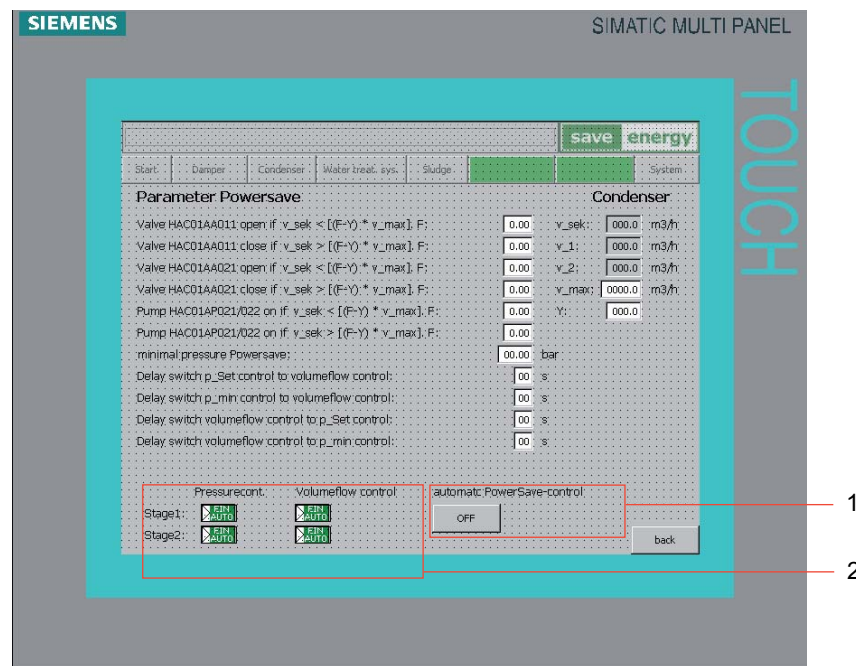 SIEMENS
SIMATIC MULTI PANEL
TOUCH
save energy
Start Damper Condenser Water treat. sys. Sludge System
Parameter Powersave Condenser
Valve HAC01AA011 open if v_sek < [(F-Y) * v_max]. F: 0.00 v_sek: 000.0 m3/h
Valve HAC01AA011 close if v_sek > [(F-Y) * v_max]. F: 0.00 v_1: 000.0 m3/h
Valve HAC01AA021 open if v_sek < [(F-Y) * v_max]. F: 0.00 v_2: 000.0 m3/h
Valve HAC01AA021 close if v_sek > [(F-Y) * v_max]. F: 0.00 v_max: 0000.0 m3/h
Pump HAC01AP021/022 on if v_sek < [(F-Y) * v_max]. F: 0.00 Y: 000.0
Pump HAC01AP021/022 on if v_sek > [(F-Y) * v_max]. F: 0.00
minimal pressure Powersave: 00.00 bar
Delay switch p_Set control to volumeflow control: 00 s
Delay switch p_min control to volumeflow control: 00 s
Delay switch volumeflow control to p_Set control: 00 s
Delay switch volumeflow control to p_min control: 00 s
Pressurecont. Volumeflow control automatc PowerSave-control
Stage1: EIN AUTO EIN AUTO OFF
Stage2: EIN AUTO EIN AUTO back
1
2